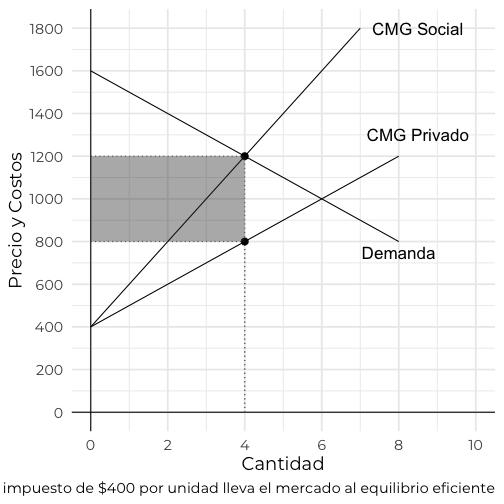 1800
1600
1400
1200
1000
800
600
400
200
0
Precio y Costos
CMG Social
CMG Privado
Demanda
0 2 4 6 8 10
Cantidad
impuesto de $400 por unidad lleva el mercado al equilibrio eficiente